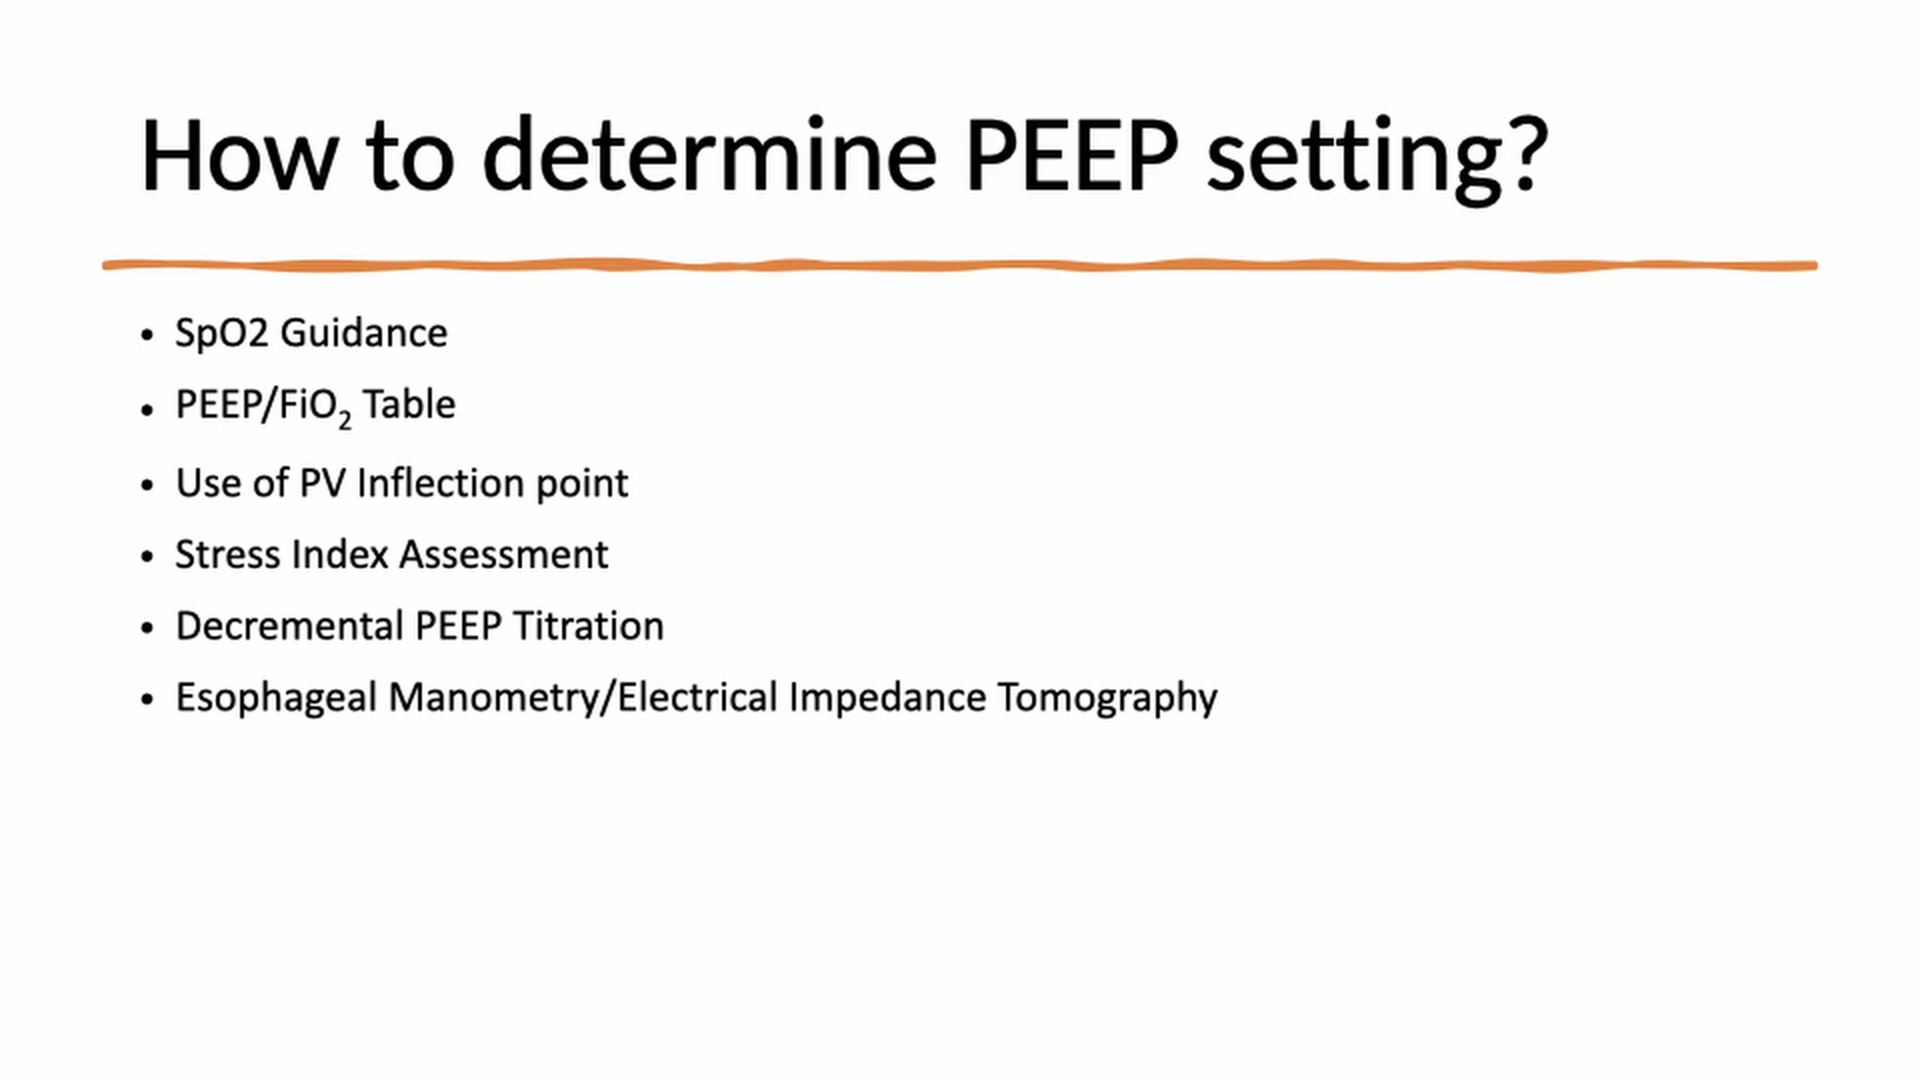 How to determine PEEP setting?
• SpO2 Guidance
• PEEP/FiO₂ Table
• Use of PV Inflection point
• Stress Index Assessment
• Decremental PEEP Titration
• Esophageal Manometry/Electrical Impedance Tomography